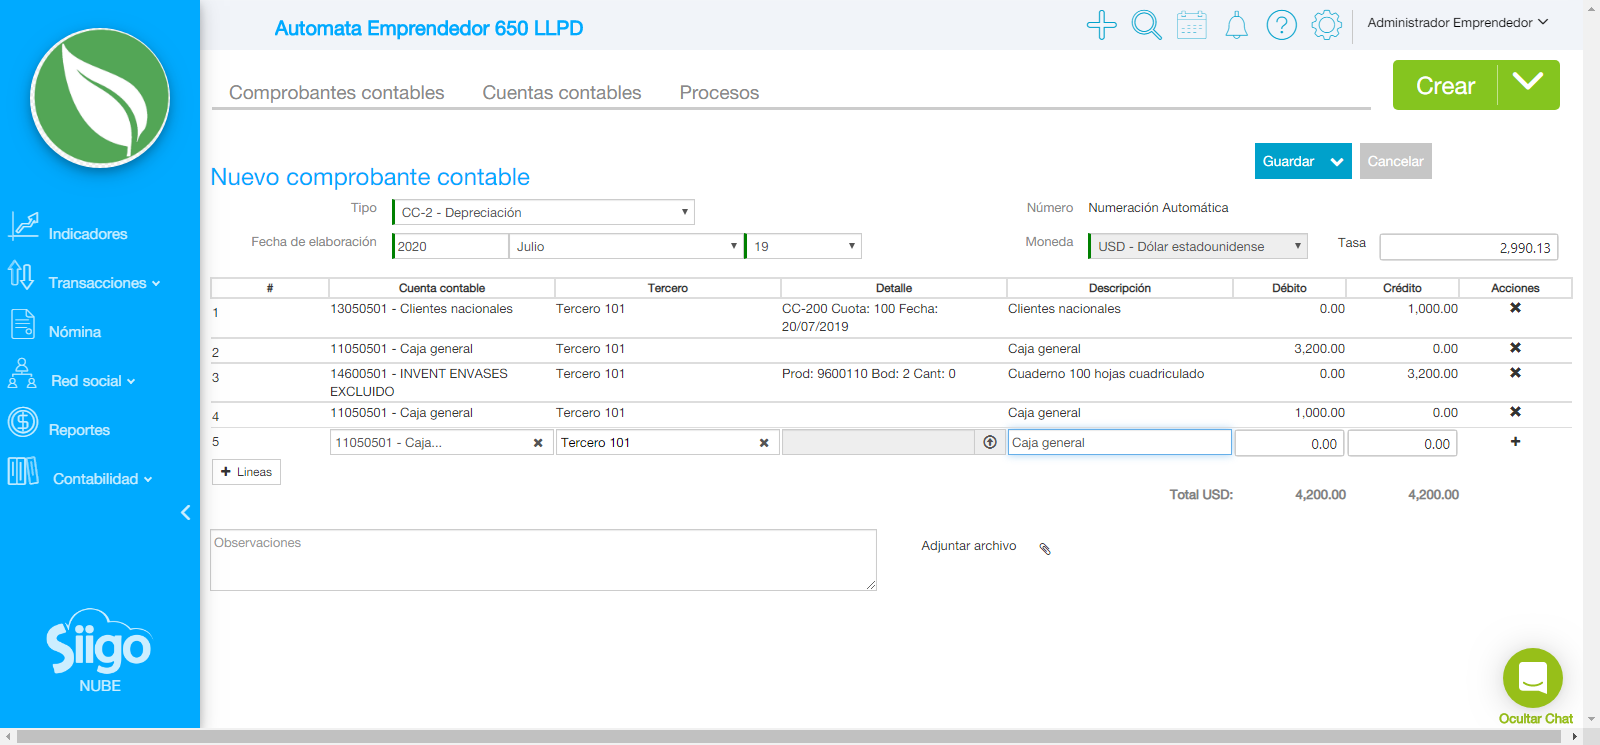 Automata Emprendedor 650 LLPD
Administrador Emprendedor
Comprobantes contables Cuentas contables Procesos
Crear
Guardar Cancelar
Nuevo comprobante contable
Tipo CC-2 - Depreciación Número Numeración Automática
Fecha de elaboración 2020 Julio 19 Moneda USD - Dólar estadounidense Tasa 2,990.13
# Cuenta contable Tercero Detalle Descripción Débito Crédito Acciones
1 13050501 - Clientes nacionales Tercero 101 CC-200 Cuota: 100 Fecha: Clientes nacionales 0.00 1,000.00
20/07/2019
2 11050501 - Caja general Tercero 101 Caja general 3,200.00 0.00
3 14600501 - INVENT ENVASES Tercero 101 Prod: 9600110 Bod: 2 Cant: 0 Cuaderno 100 hojas cuadriculado 0.00 3,200.00
EXCLUIDO
4 11050501 - Caja general Tercero 101 Caja general 1,000.00 0.00
5 11050501 - Caja... Tercero 101 Caja general 0.00 0.00
Lineas
Total USD: 4,200.00 4,200.00
Observaciones
Adjuntar archivo
Indicadores
Transacciones
Nómina
Red social
Reportes
Contabilidad
Siigo
NUBE
Ocultar Chat